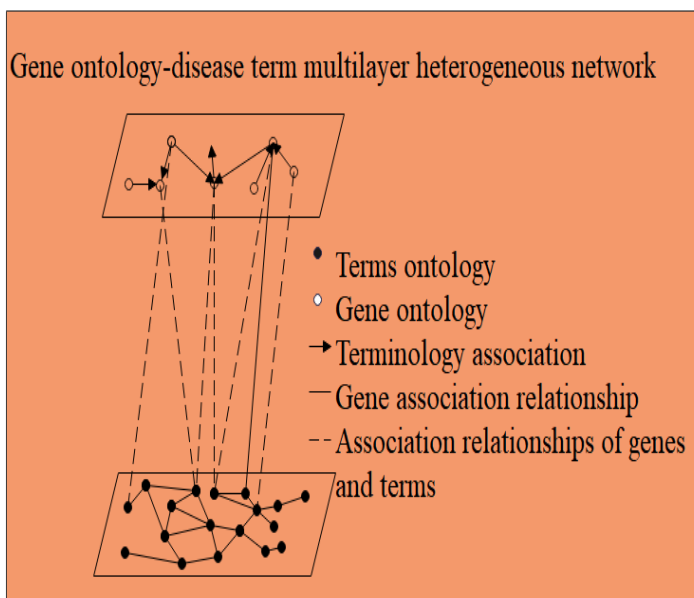 Gene ontology-disease term multilayer heterogeneous network
Terms ontology
Gene ontology
Terminology association
Gene association relationship
Association relationships of genes
and terms